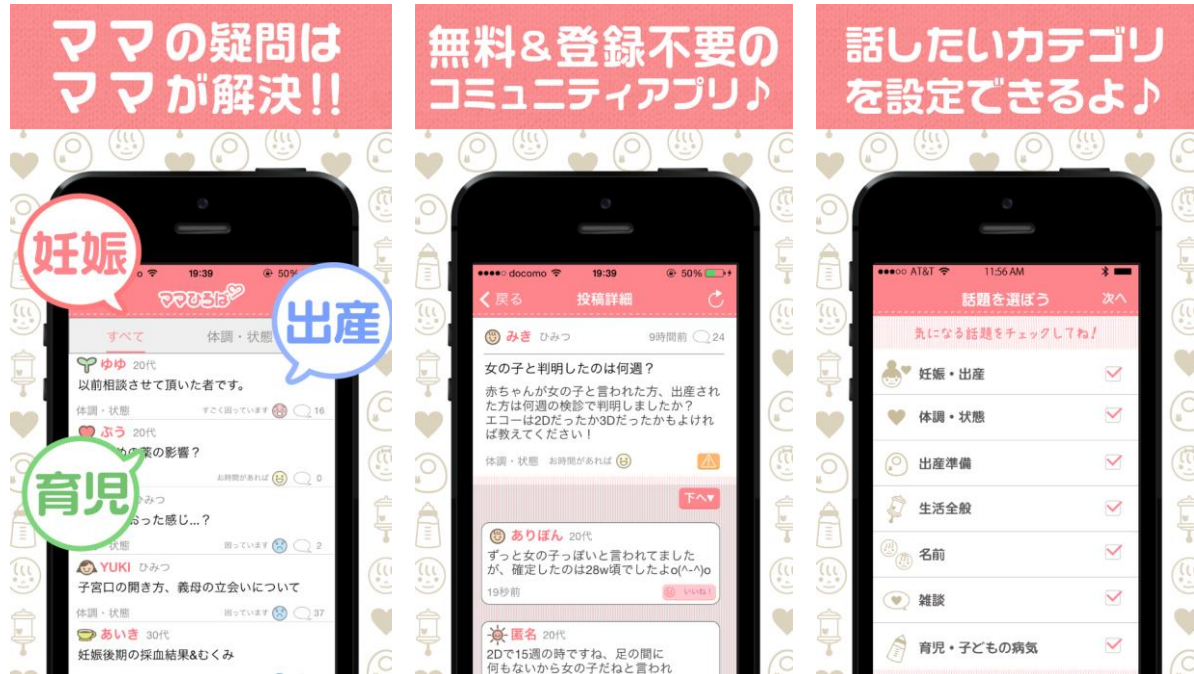 ママの疑問は
ママが解決!!
妊娠
19:39
50%
ママひろば
出産
すべて
体調・状態
ゆゆ 20代
以前相談させて頂いた者です。
体調・状態 すごく困っています 16
ぷう 20代
の薬の影響?
お時間があれば 0
育児
ひみつ
おった感じ...?
状態 困っています 2
YUKI ひみつ
子宮口の開き方、義母の立会いについて
体調・状態 困っています 37
あいき 30代
妊娠後期の採血結果&むくみ
無料&登録不要の
コミュニティアプリ♪
docomo 19:39 50%
戻る 投稿詳細
みき ひみつ 9時間前 24
女の子と判明したのは何週?
赤ちゃんが女の子と言われた方、出産され
た方は何週の検診で判明しましたか?
エコーは2Dだったか3Dだったかもよけれ
ば教えてください!
体調・状態 お時間があれば
下へ▼
ありぽん 20代
ずっと女の子っぽいと言われてました
が、確定したのは28w頃でしたよo(^-^)o
19秒前 いいね!
匿名 20代
2Dで15週の時ですね、足の間に
何もないから女の子だねと言われ
話したいカテゴリ
を設定できるよ♪
AT&T 11:56 AM
話題を選ぼう 次へ
気になる話題をチェックしてね!
妊娠・出産
体調・状態
出産準備
生活全般
名前
雑談
育児・子どもの病気